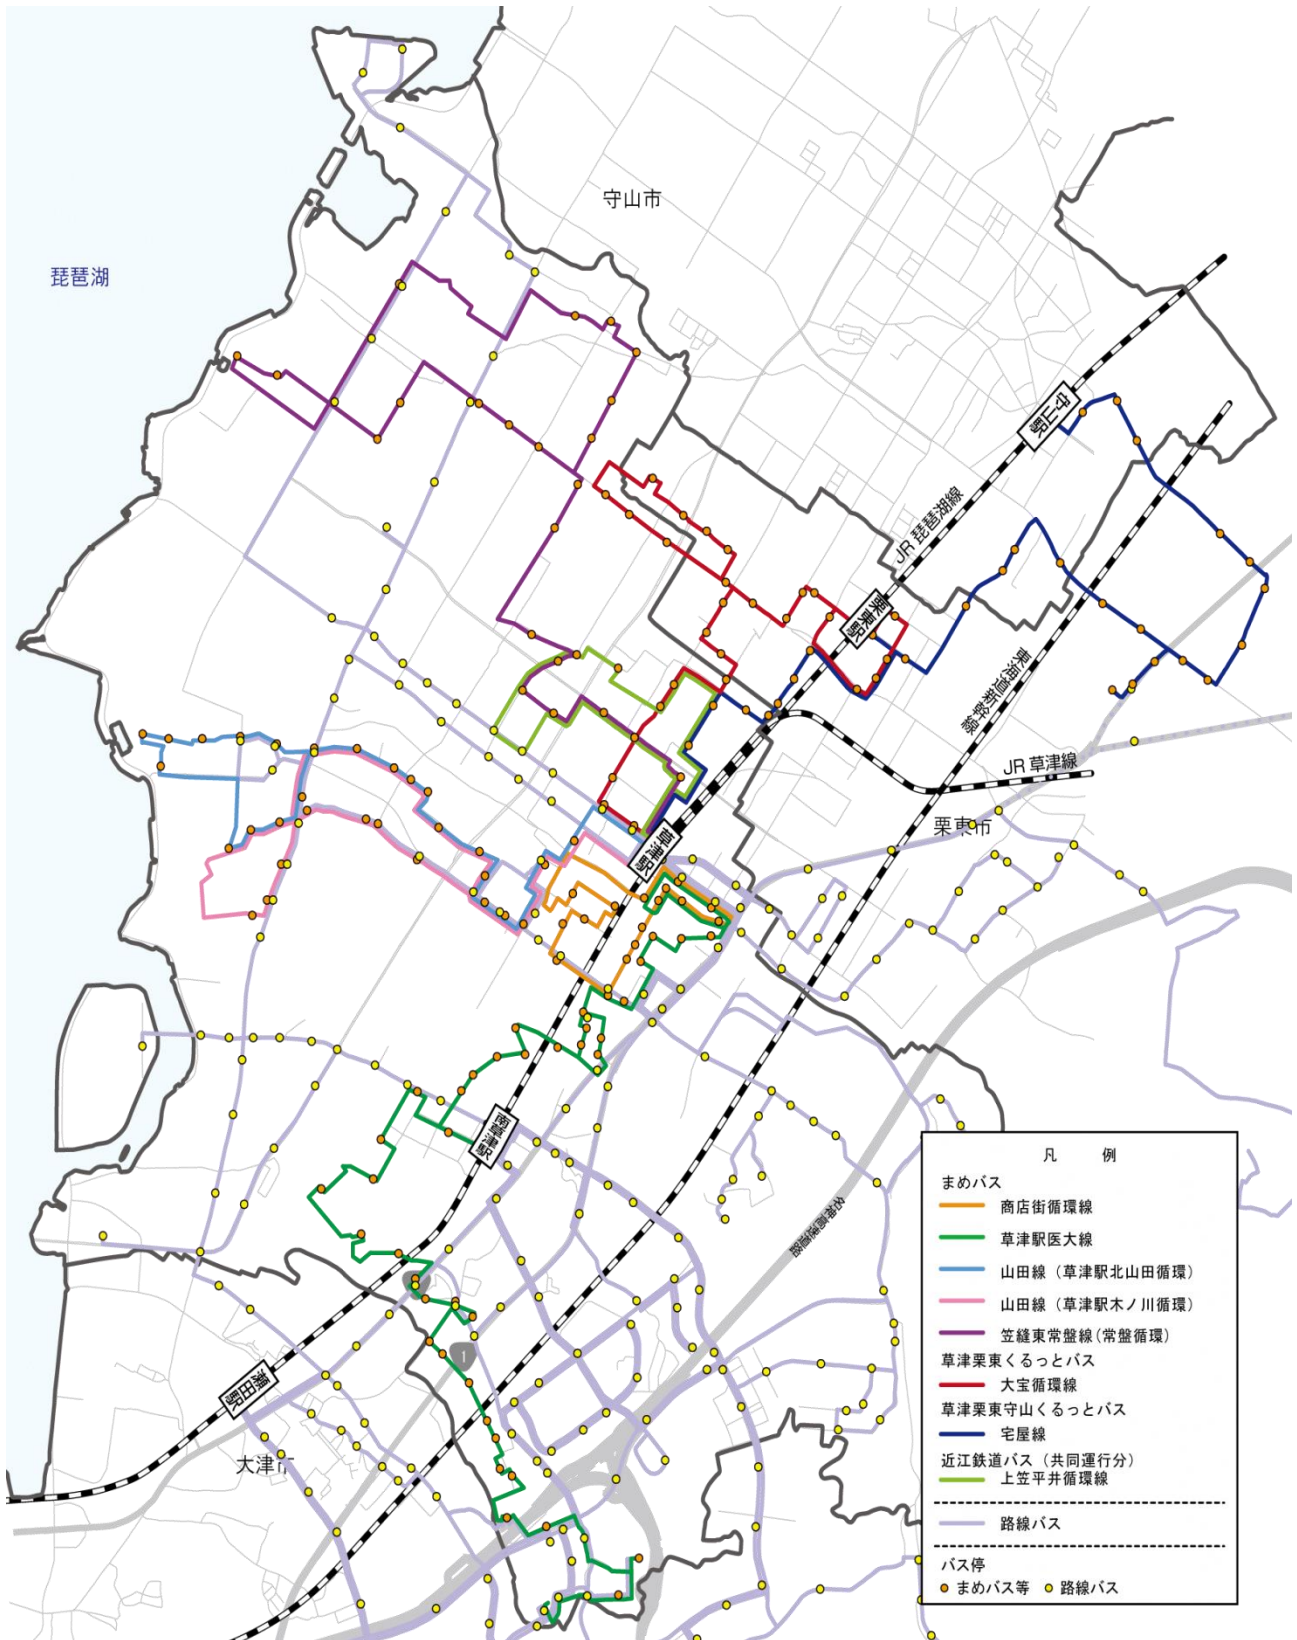 守山市
琵琶湖
守山駅
JR 琵琶湖線
栗東駅
東海道新幹線
JR 草津線
栗東市
草津駅
南草津駅
名神高速道路
1
瀬田駅
大津市
凡 例
まめバス
商店街循環線
草津駅医大線
山田線（草津駅北山田循環）
山田線（草津駅木ノ川循環）
笠縫東常盤線(常盤循環)
草津栗東くるっとバス
大宝循環線
草津栗東守山くるっとバス
宅屋線
近江鉄道バス（共同運行分）
上笠平井循環線
路線バス
バス停
まめバス等 路線バス